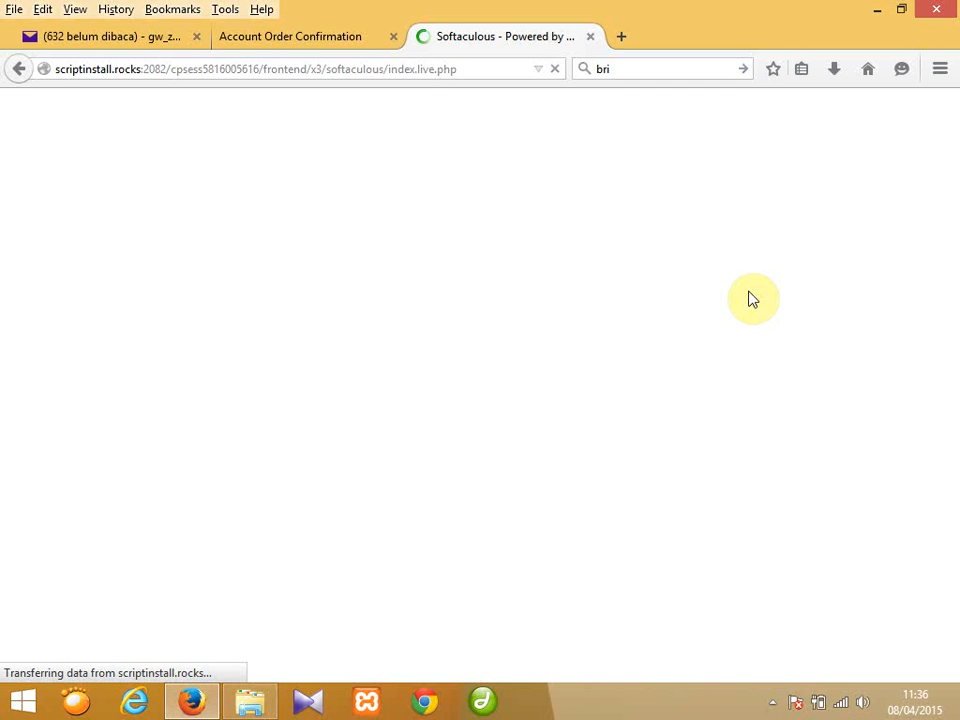 File Edit View History Bookmarks Tools Help
(632 belum dibaca) - gw_z... Account Order Confirmation Softaculous - Powered by ...
scriptinstall.rocks:2082/cpsess5816005616/frontend/x3/softaculous/index.live.php bri
Transferring data from scriptinstall.rocks...
11:36
08/04/2015